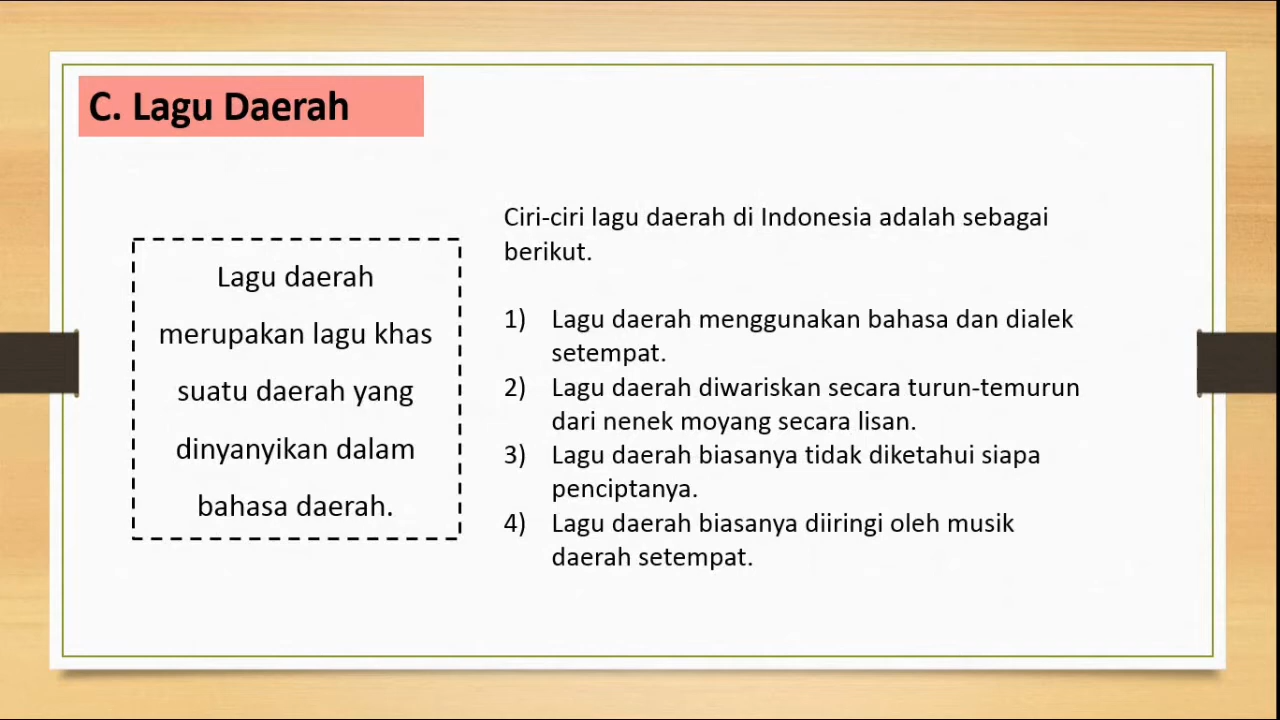 C. Lagu Daerah
Lagu daerah
merupakan lagu khas
suatu daerah yang
dinyanyikan dalam
bahasa daerah.
Ciri-ciri lagu daerah di Indonesia adalah sebagai
berikut.
1) Lagu daerah menggunakan bahasa dan dialek
setempat.
2) Lagu daerah diwariskan secara turun-temurun
dari nenek moyang secara lisan.
3) Lagu daerah biasanya tidak diketahui siapa
penciptanya.
4) Lagu daerah biasanya diiringi oleh musik
daerah setempat.